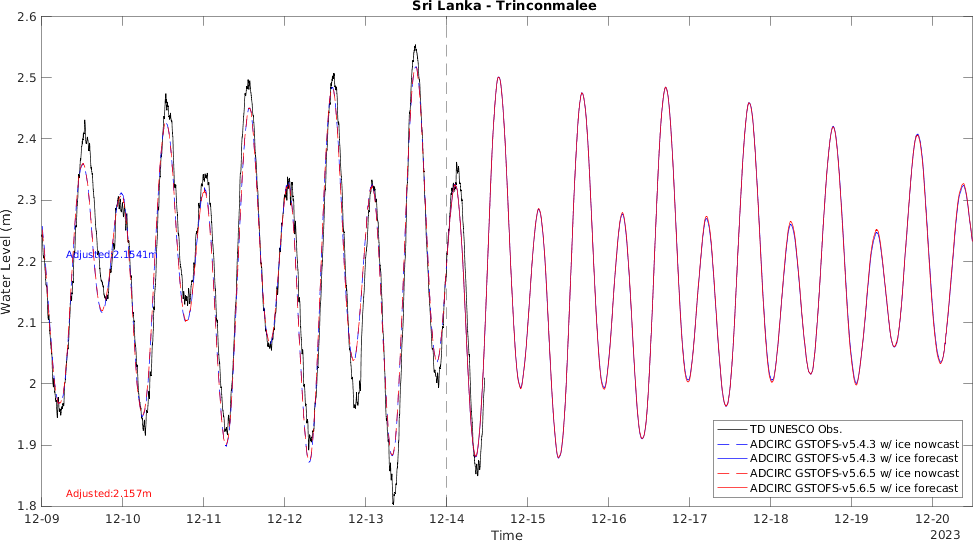 Sri Lanka - Trinconmalee
2.6
2.5
2.4
2.3
2.2
2.1
2
1.9
1.8
Water Level (m)
Adjusted:2.1541m
Adjusted:2.157m
TD UNESCO Obs.
ADCIRC GSTOFS-v5.4.3 w/ ice nowcast
ADCIRC GSTOFS-v5.4.3 w/ ice forecast
ADCIRC GSTOFS-v5.6.5 w/ ice nowcast
ADCIRC GSTOFS-v5.6.5 w/ ice forecast
12-09 12-10 12-11 12-12 12-13 12-14 12-15 12-16 12-17 12-18 12-19 12-20
Time
2023